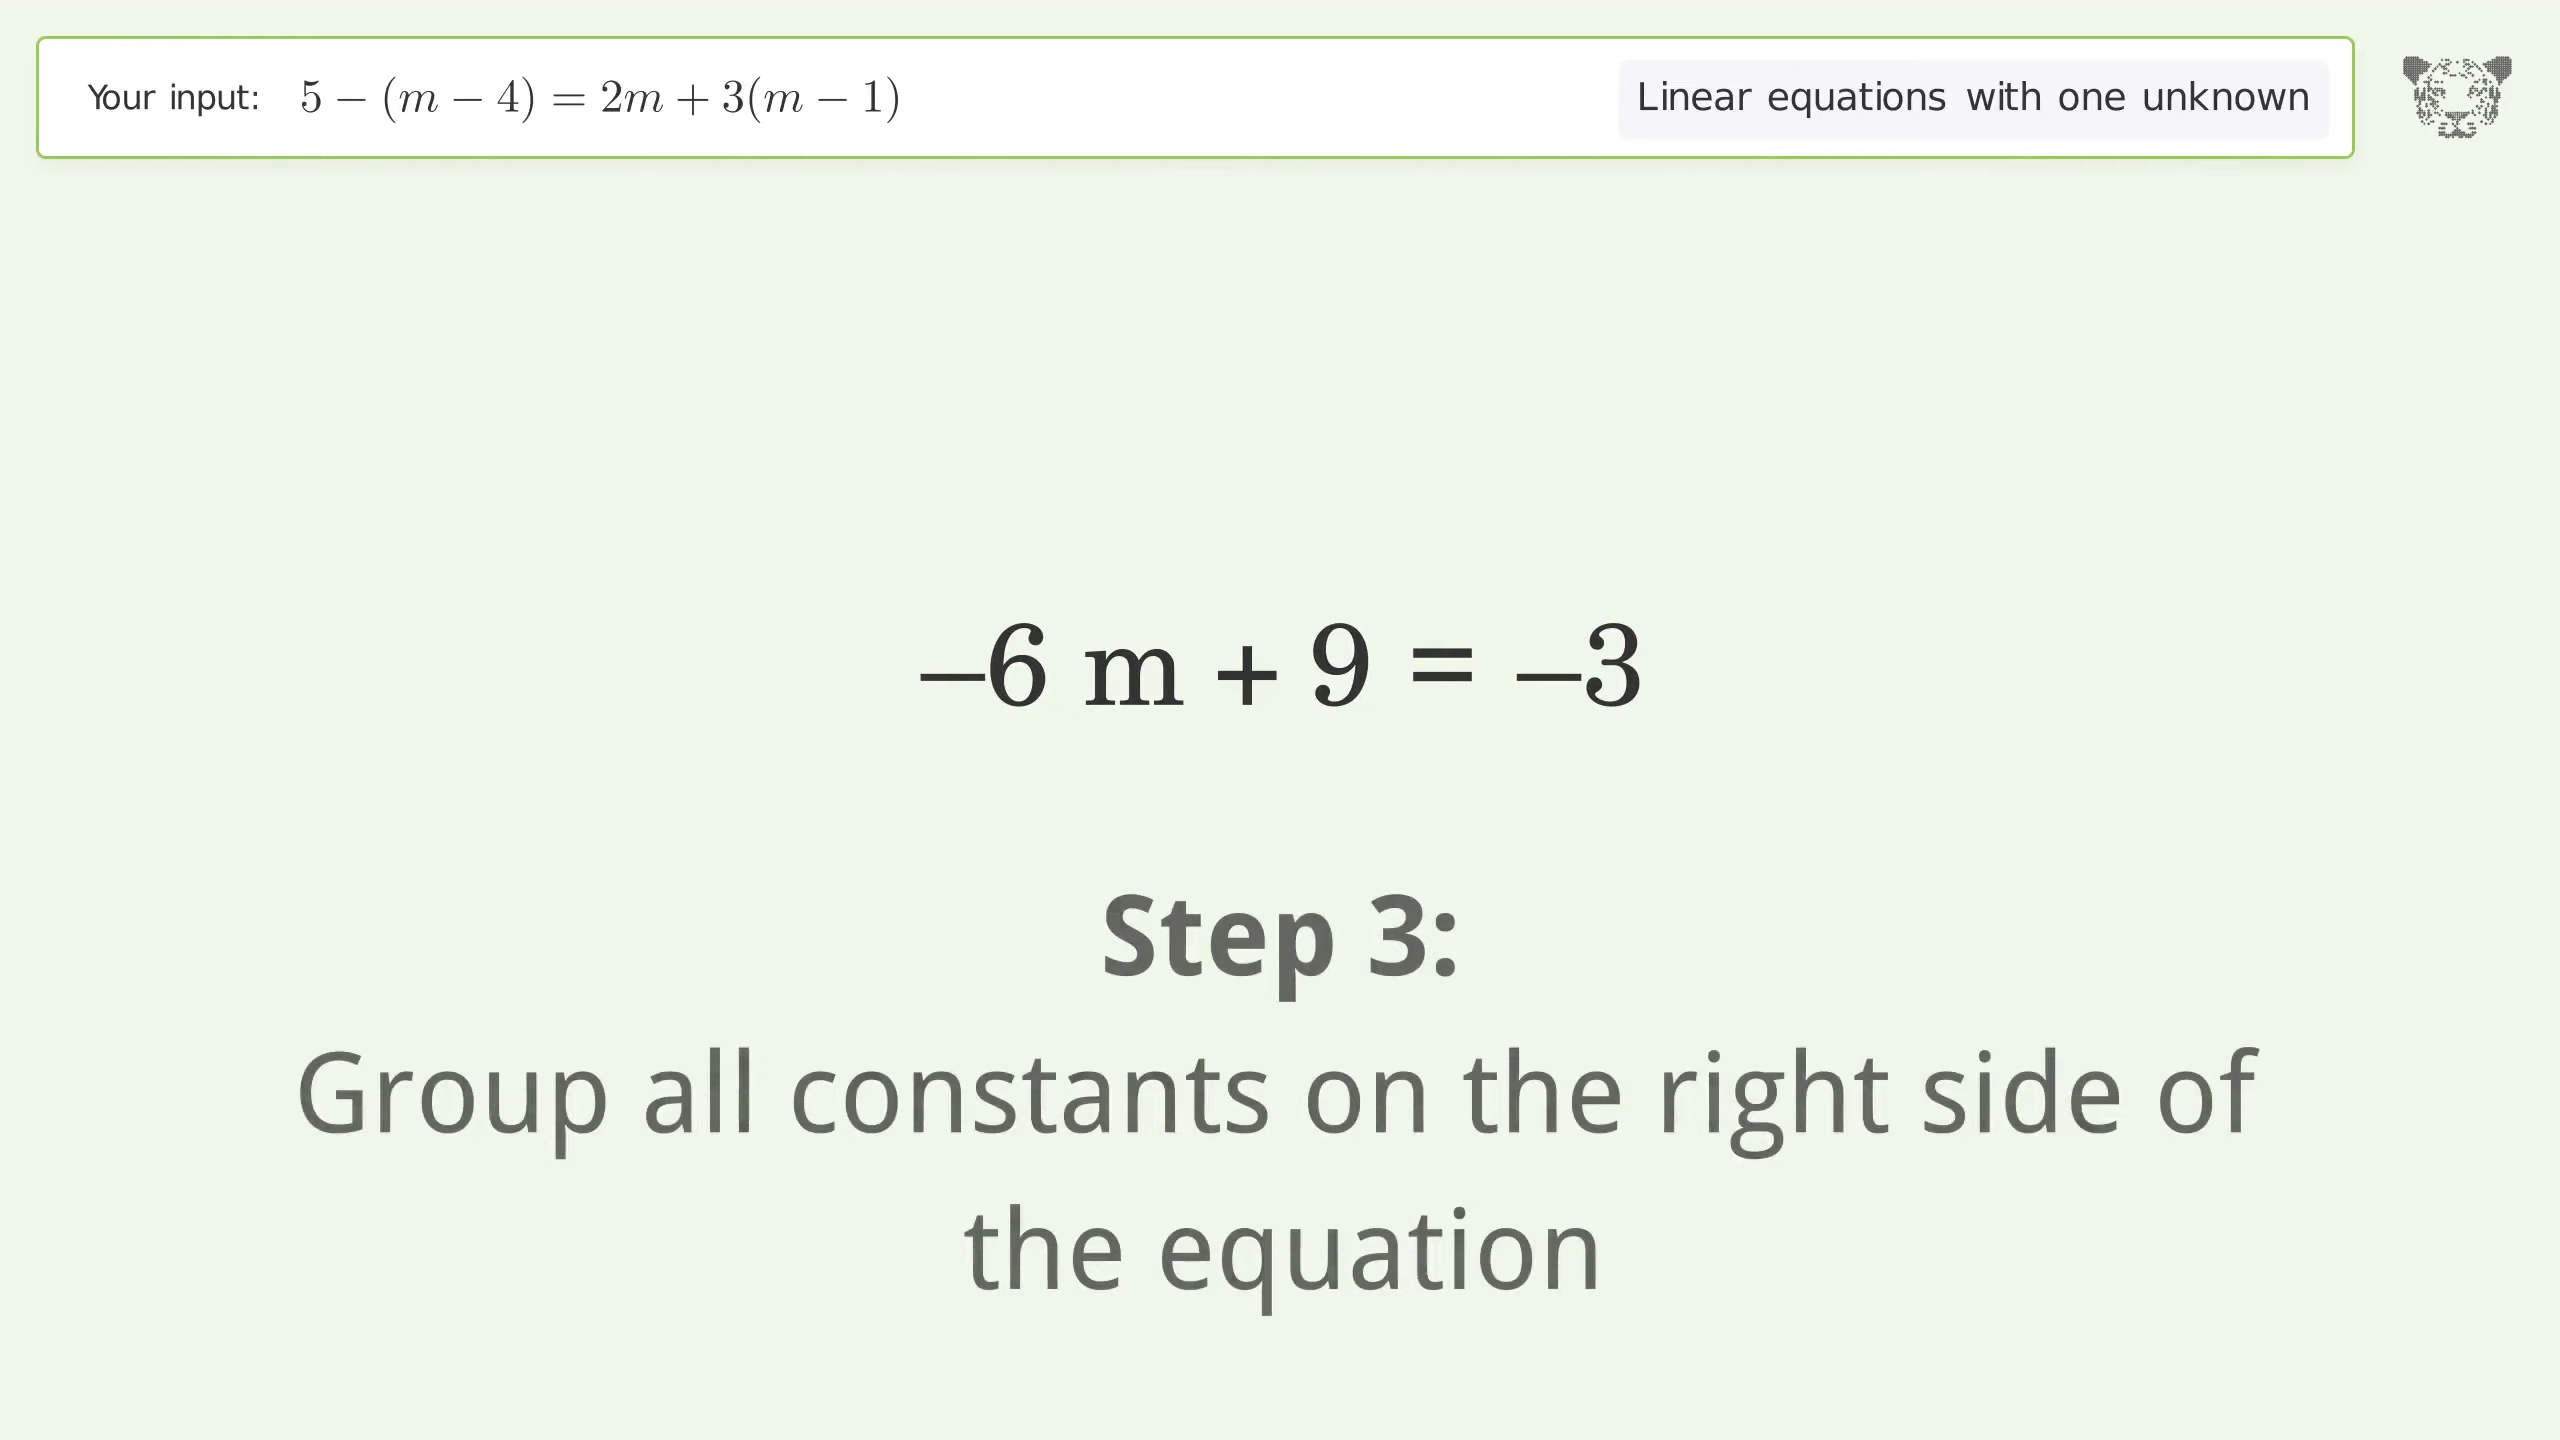 Your input: 5 − (m − 4) = 2m + 3(m − 1)
Linear equations with one unknown
–6 m + 9 = –3
Step 3:
Group all constants on the right side of
the equation